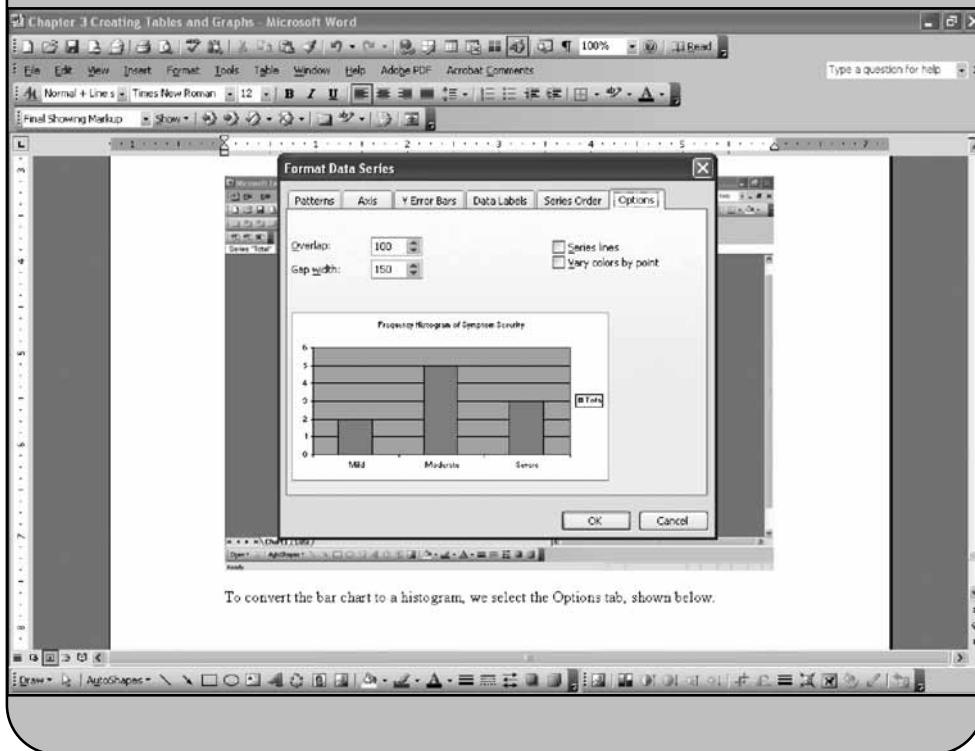 Chapter 3 Creating Tables and Graphs - Microsoft Word
100% Read
File Edit View Insert Format Tools Table Window Help Adobe PDF Acrobat Comments Type a question for help
Normal + Line s Times New Roman 12 B I U
Final Showing Markup Show
Format Data Series
Patterns Axis Y Error Bars Data Labels Series Order Options
Overlap: 100 Series lines
Gap width: 150 Vary colors by point
Frequency Histogram of Symptom Severity
6
5
4
3
2
1
0
Mild Moderate Severe
OK Cancel
To convert the bar chart to a histogram, we select the Options tab, shown below.
Draw AutoShapes